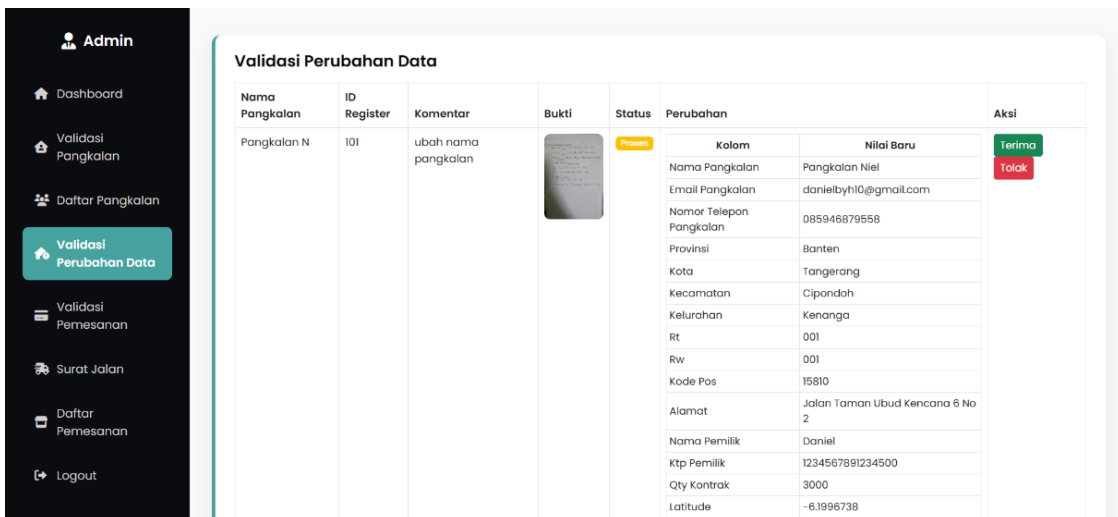 Admin
Dashboard
Validasi
Pangkalan
Daftar Pangkalan
Validasi
Perubahan Data
Validasi
Pemesanan
Surat Jalan
Daftar
Pemesanan
Logout
Validasi Perubahan Data
Nama
Pangkalan
ID
Register
Komentar
Bukti
Status
Perubahan
Aksi
Pangkalan N
101
ubah nama
pangkalan
Proses
Kolom
Nilai Baru
Nama Pangkalan
Pangkalan Niel
Email Pangkalan
danielbyh10@gmail.com
Nomor Telepon
Pangkalan
085946879558
Provinsi
Banten
Kota
Tangerang
Kecamatan
Cipondoh
Kelurahan
Kenanga
Rt
001
Rw
001
Kode Pos
15810
Alamat
Jalan Taman Ubud Kencana 6 No
2
Nama Pemilik
Daniel
Ktp Pemilik
1234567891234500
Qty Kontrak
3000
Latitude
-6.1996738
Terima
Tolak